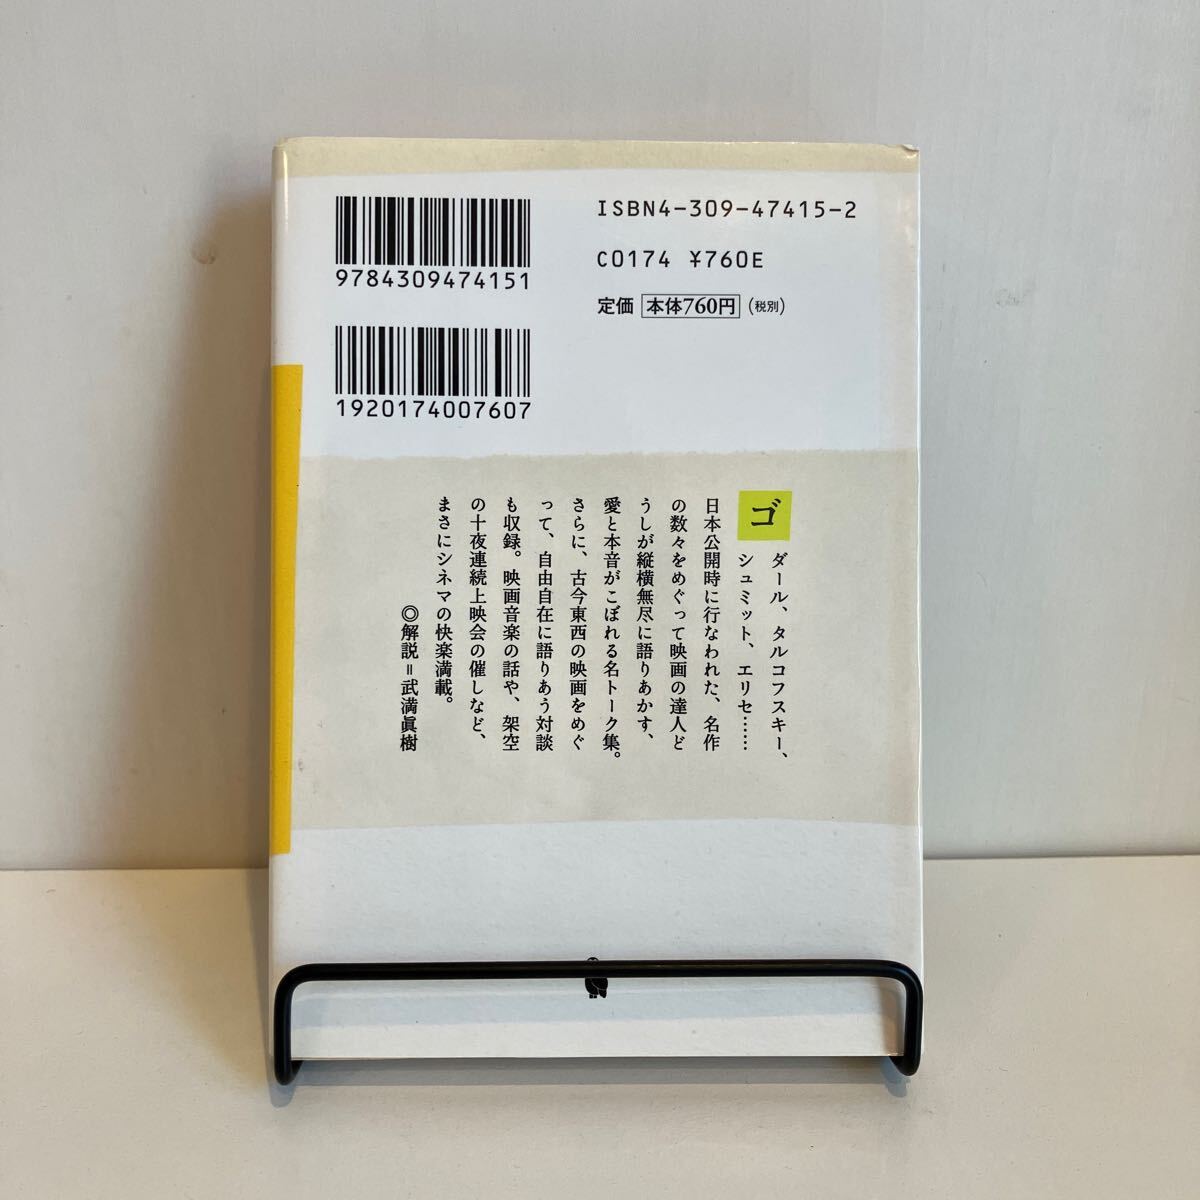 9784309474151
ISBN4-309-47415-2
C0174 ¥760E
定価 本体760円 (税別)
1920174007607
ゴダール、タルコフスキー、
シュミット、エリセ……
日本公開時に行なわれた、名作
の数々をめぐって映画の達人ど
うしが縦横無尽に語りあかす、
愛と本音がこぼれる名トーク集。
さらに、古今東西の映画をめぐ
って、自由自在に語りあう対談
も収録。映画音楽の話や、架空
の十夜連続上映会の催しなど、
まさにシネマの快楽満載。
◎解説=武満眞樹